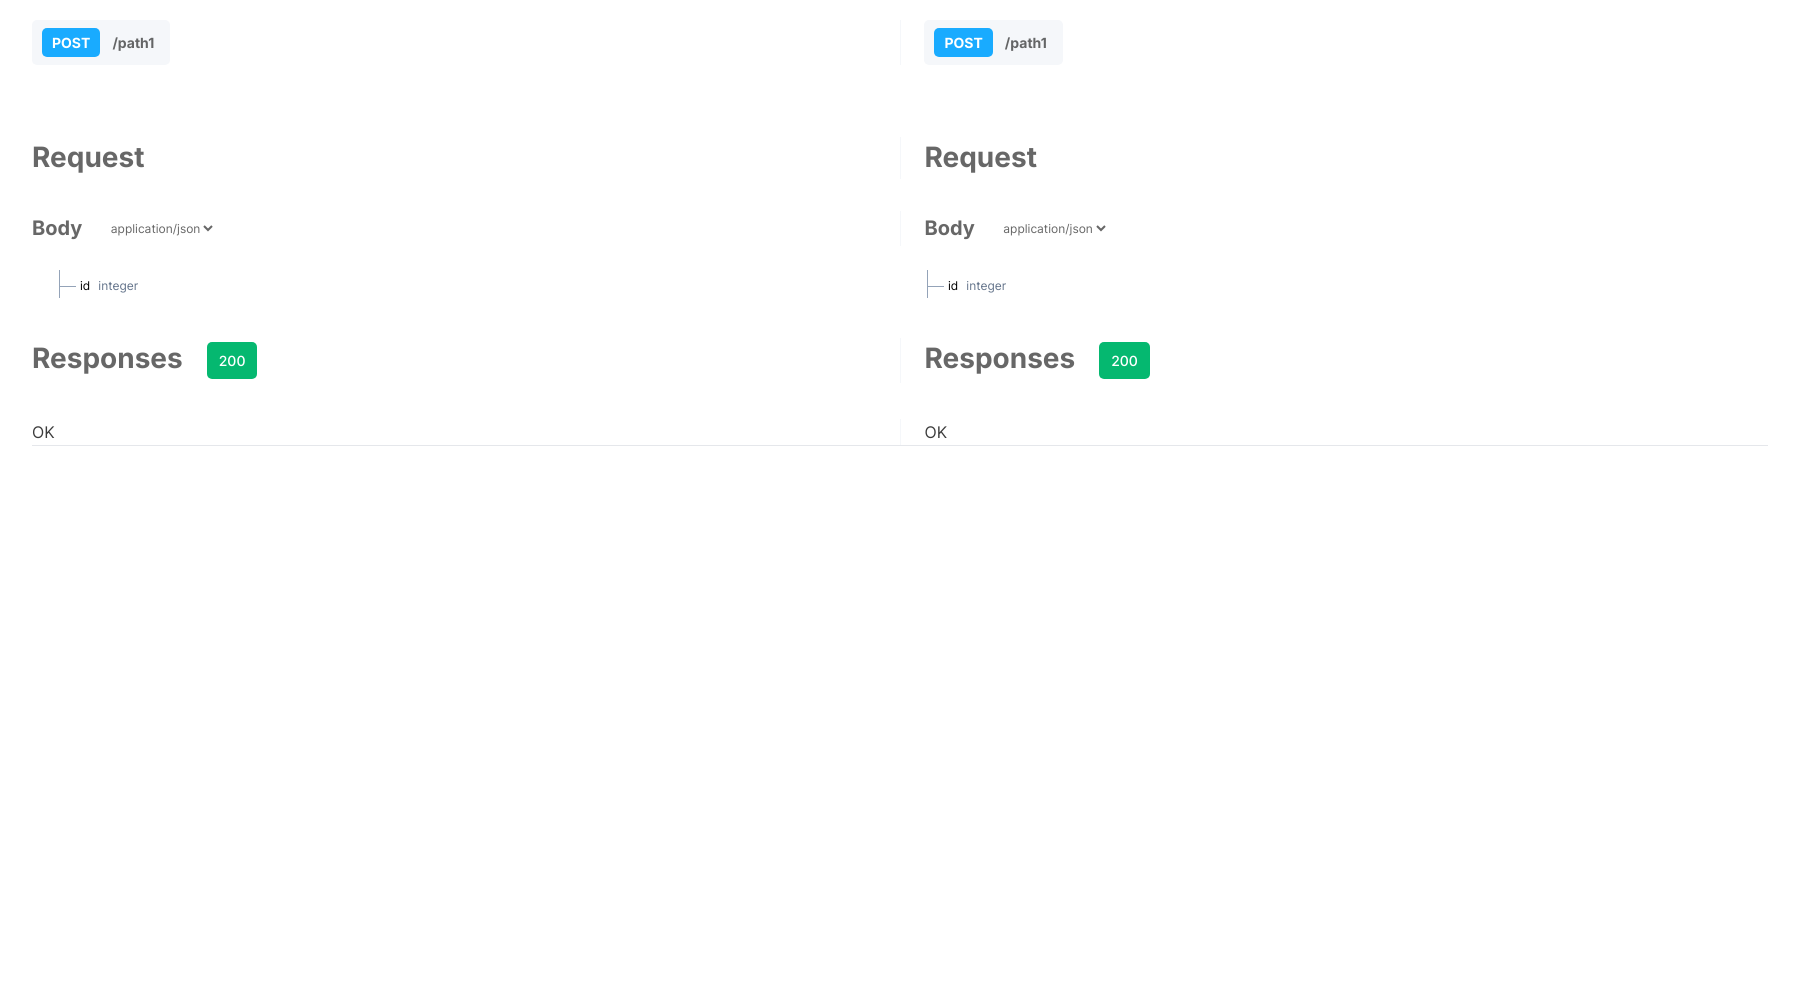 POST /path1
POST /path1
Request
Request
Body application/json
Body application/json
id integer
id integer
Responses 200
Responses 200
OK
OK